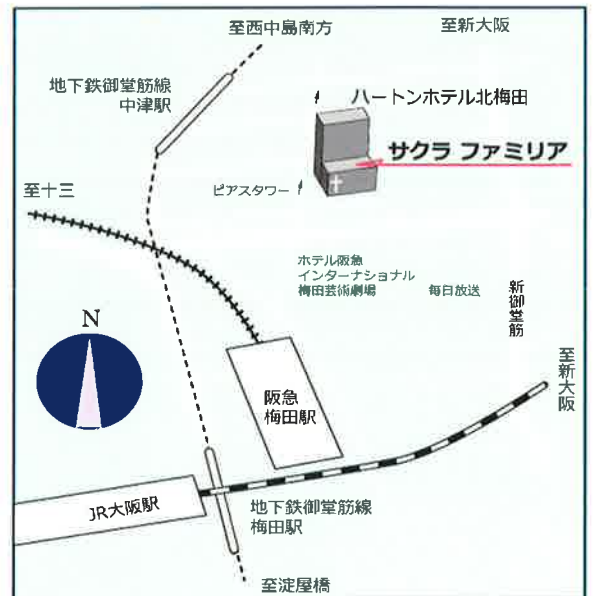 至西中島南方
至新大阪
地下鉄御堂筋線
中津駅
ハートンホテル北梅田
サクラ ファミリア
ピアスタワー
至十三
ホテル阪急
インターナショナル
梅田芸術劇場
毎日放送
新御堂筋
N
至新大阪
阪急
梅田駅
JR大阪駅
地下鉄御堂筋線
梅田駅
至淀屋橋